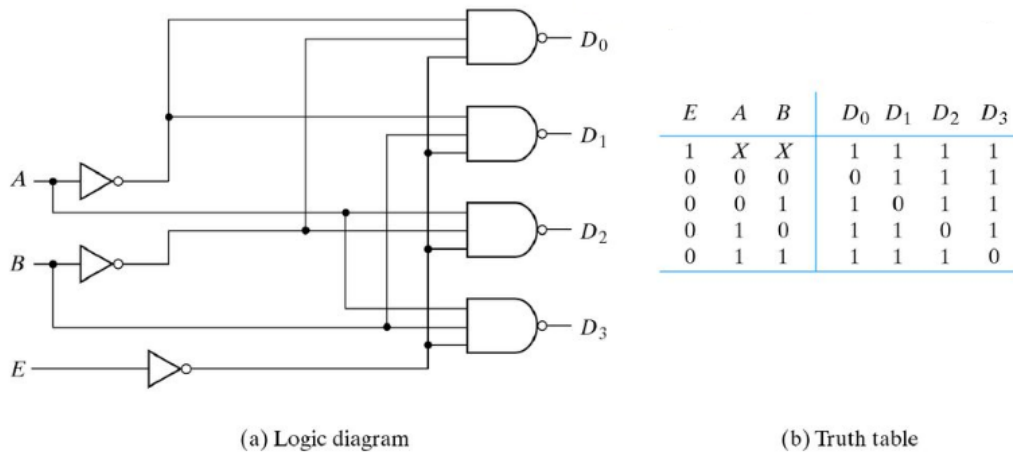 D0
D1
A
D2
B
D3
E
(a) Logic diagram
E A B D0 D1 D2 D3
1 X X 1 1 1 1
0 0 0 0 1 1 1
0 0 1 1 0 1 1
0 1 0 1 1 0 1
0 1 1 1 1 1 0
(b) Truth table